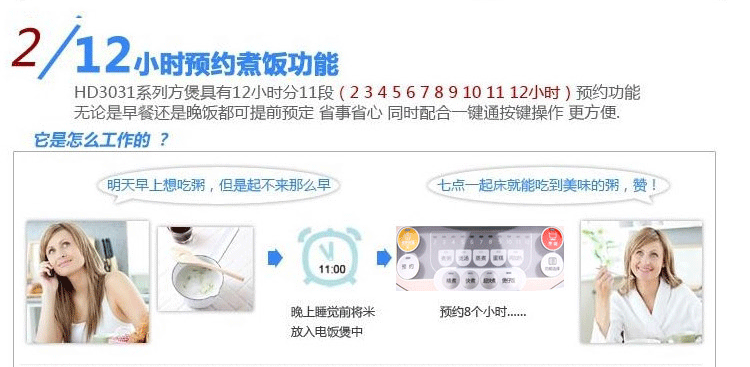 2/12小时预约煮饭功能
HD3031系列方煲具有12小时分11段（2 3 4 5 6 7 8 9 10 11 12小时）预约功能
无论是早餐还是晚饭都可提前预定 省事省心 同时配合一键通按键操作 更方便.
它是怎么工作的 ？
明天早上想吃粥，但是起不来那么早
七点一起床就能吃到美味的粥，赞！
11:00
晚上睡觉前将米
放入电饭煲中
预约8个小时......